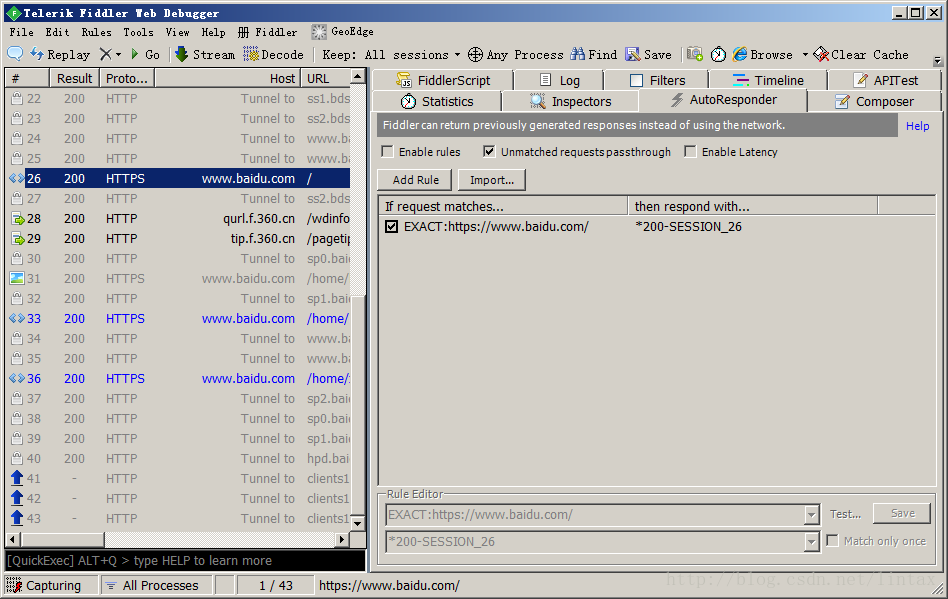 Telerik Fiddler Web Debugger
File Edit Rules Tools View Help Fiddler GeoEdge
Replay Go Stream Decode Keep: All sessions Any Process Find Save Browse Clear Cache
# Result Proto... Host URL
22 200 HTTP Tunnel to ss1.bds
23 200 HTTP Tunnel to ss2.bds
24 200 HTTP Tunnel to www.ba
25 200 HTTP Tunnel to www.ba
26 200 HTTPS www.baidu.com /
27 200 HTTP Tunnel to ss2.bds
28 200 HTTP qurl.f.360.cn /wdinfo
29 200 HTTP tip.f.360.cn /pagetip
30 200 HTTP Tunnel to sp0.bai
31 200 HTTPS www.baidu.com /home/
32 200 HTTP Tunnel to sp1.bai
33 200 HTTPS www.baidu.com /home/
34 200 HTTP Tunnel to www.ba
35 200 HTTP Tunnel to www.ba
36 200 HTTPS www.baidu.com /home/
37 200 HTTP Tunnel to sp2.bai
38 200 HTTP Tunnel to sp0.bai
39 200 HTTP Tunnel to sp1.bai
40 200 HTTP Tunnel to hpd.bai
41 - HTTP Tunnel to clients1
42 - HTTP Tunnel to clients1
43 - HTTP Tunnel to clients1
[QuickExec] ALT+Q > type HELP to learn more
FiddlerScript Log Filters Timeline APITest
Statistics Inspectors AutoResponder Composer
Fiddler can return previously generated responses instead of using the network. Help
Enable rules Unmatched requests passthrough Enable Latency
Add Rule Import...
If request matches... then respond with...
EXACT:https://www.baidu.com/ *200-SESSION_26
Rule Editor
EXACT:https://www.baidu.com/ Test... Save
*200-SESSION_26 Match only once
Capturing All Processes 1 / 43 https://www.baidu.com/
http://blog.csdn.net/lintax